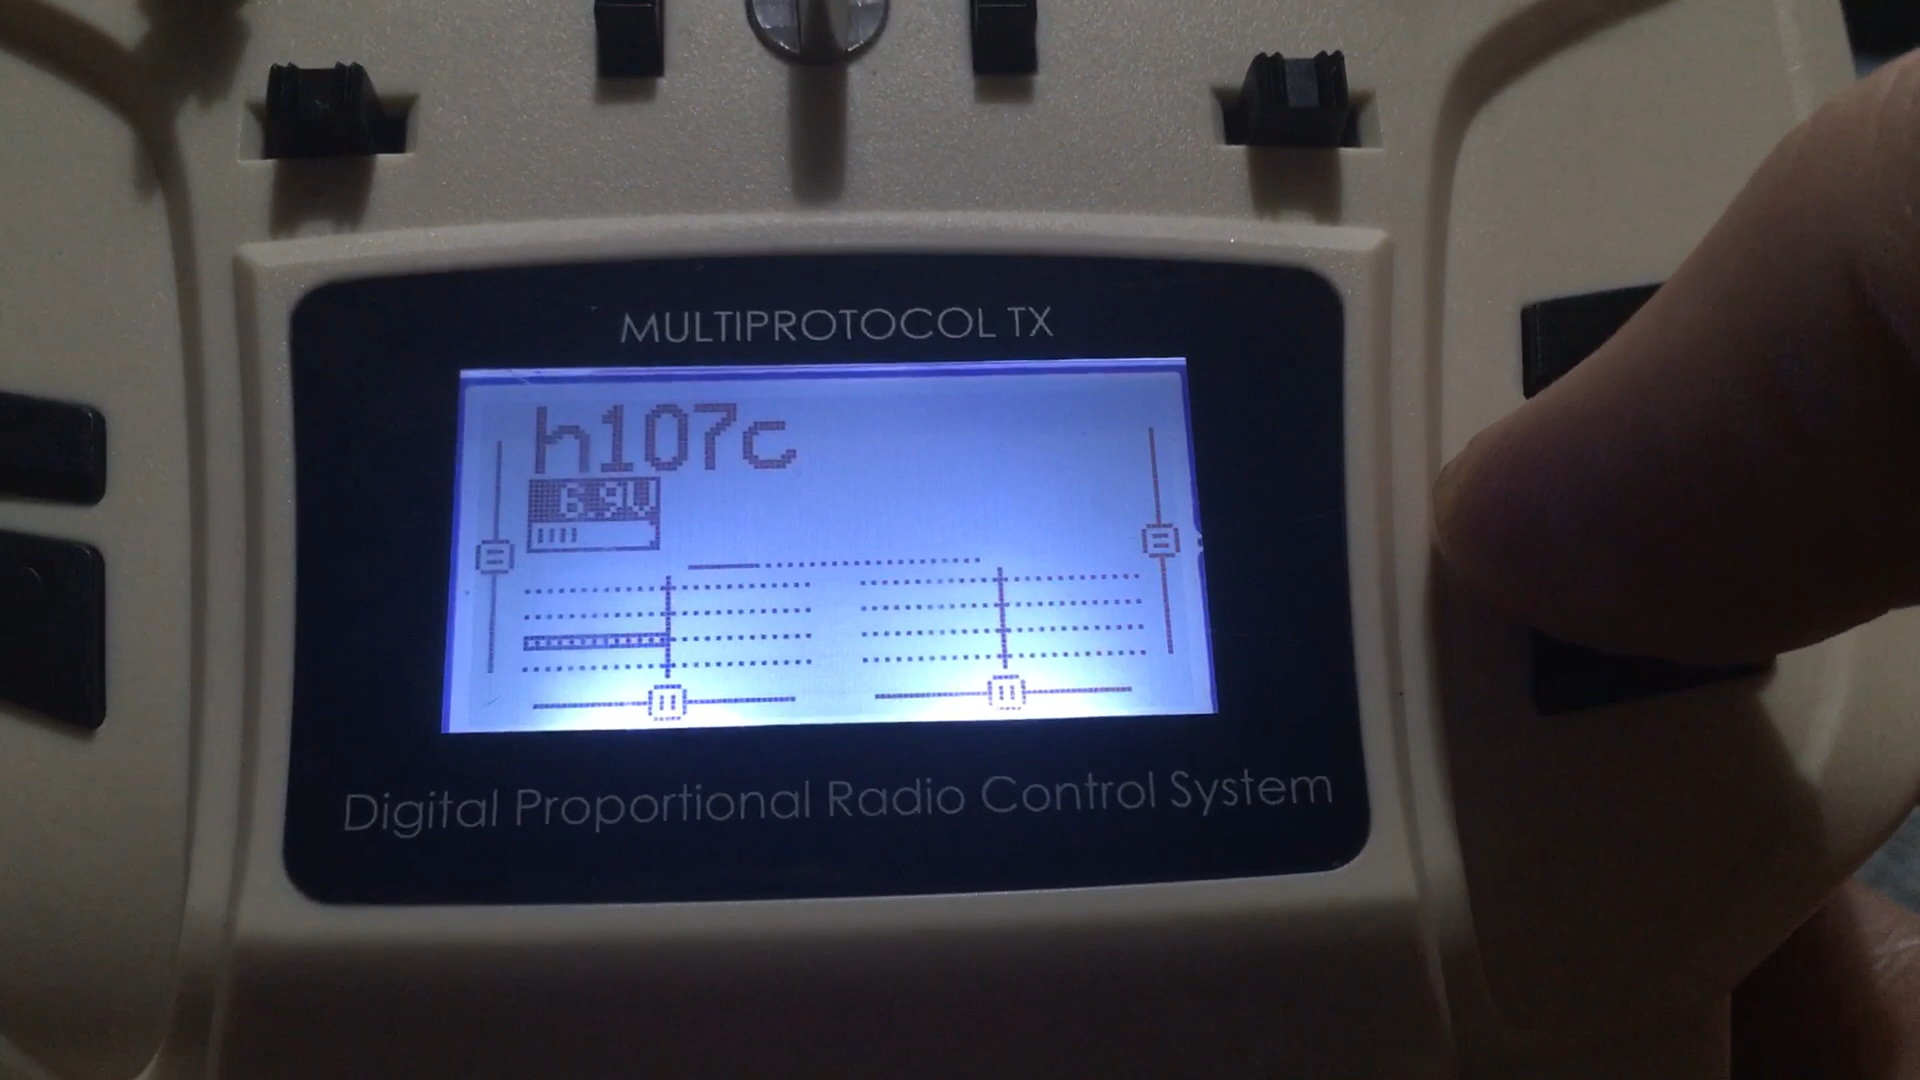 MULTIPROTOCOL TX
h107c
6.9V
Digital Proportional Radio Control System